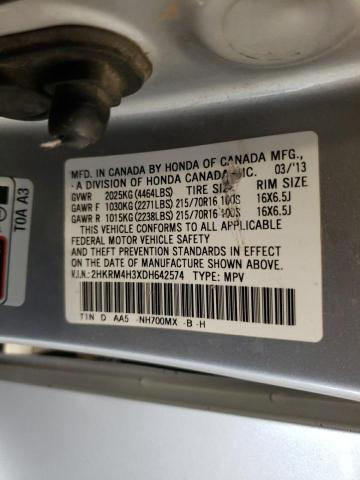 MFD. IN CANADA BY HONDA OF CANADA MFG.,
- A DIVISION OF HONDA CANADA INC. 03/'13
GVWR 2025KG(4464LBS) TIRE SIZE RIM SIZE
GAWR F 1030KG(2271LBS) 215/70R16 100S 16X6.5J
GAWR R 1015KG(2238LBS) 215/70R16 100S 16X6.5J
THIS VEHICLE CONFORMS TO ALL APPLICABLE
FEDERAL MOTOR VEHICLE SAFETY
AND THEFT PREVENTION STANDARDS IN EFFECT
ON THE DATE OF MANUFACTURE SHOWN ABOVE.
V.I.N.: 2HKRM4H3XDH642574 TYPE: MPV
TIN D AA5 -NH700MX -B -H
T0A A3